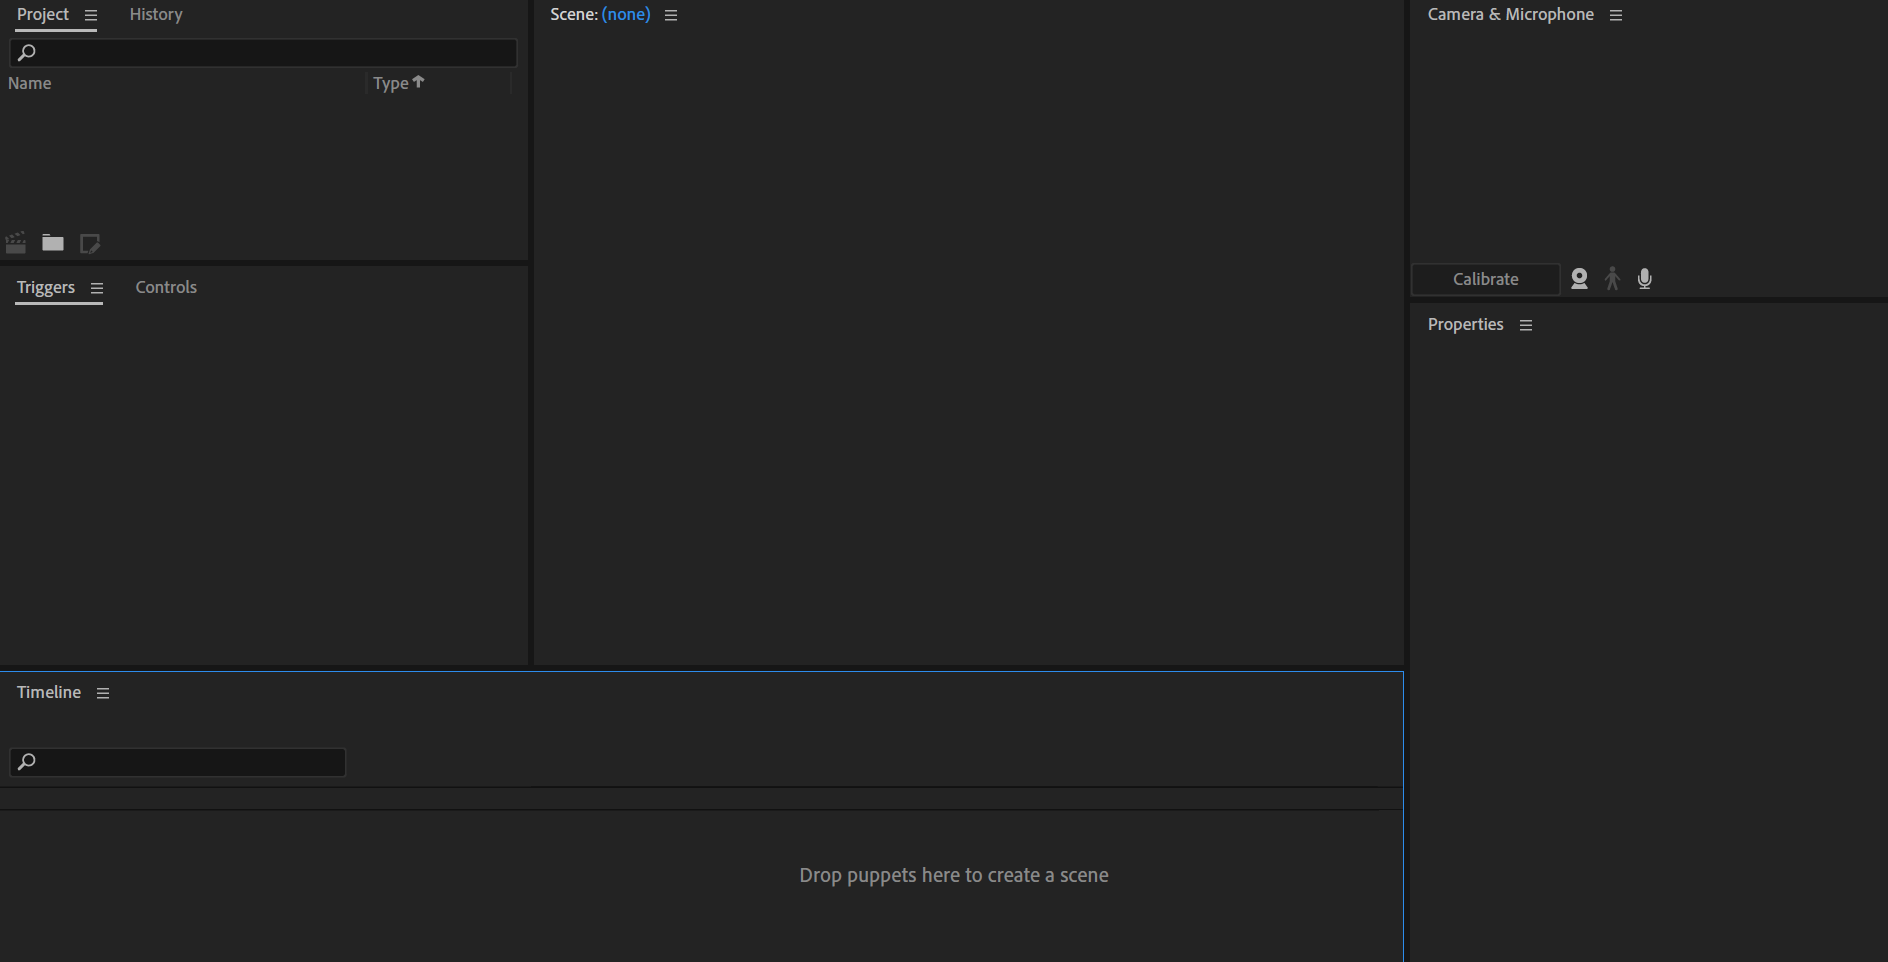 Project
History
Name
Type
Triggers
Controls
Scene: (none)
Camera & Microphone
Calibrate
Properties
Timeline
Drop puppets here to create a scene